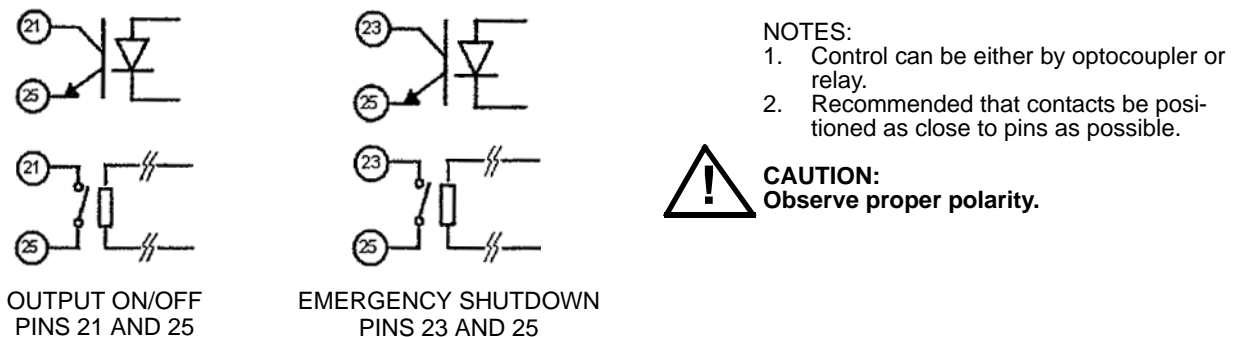 21
25
21
25
OUTPUT ON/OFF
PINS 21 AND 25
23
25
23
25
EMERGENCY SHUTDOWN
PINS 23 AND 25
NOTES:
1. Control can be either by optocoupler or
relay.
2. Recommended that contacts be posi-
tioned as close to pins as possible.
!
CAUTION:
Observe proper polarity.